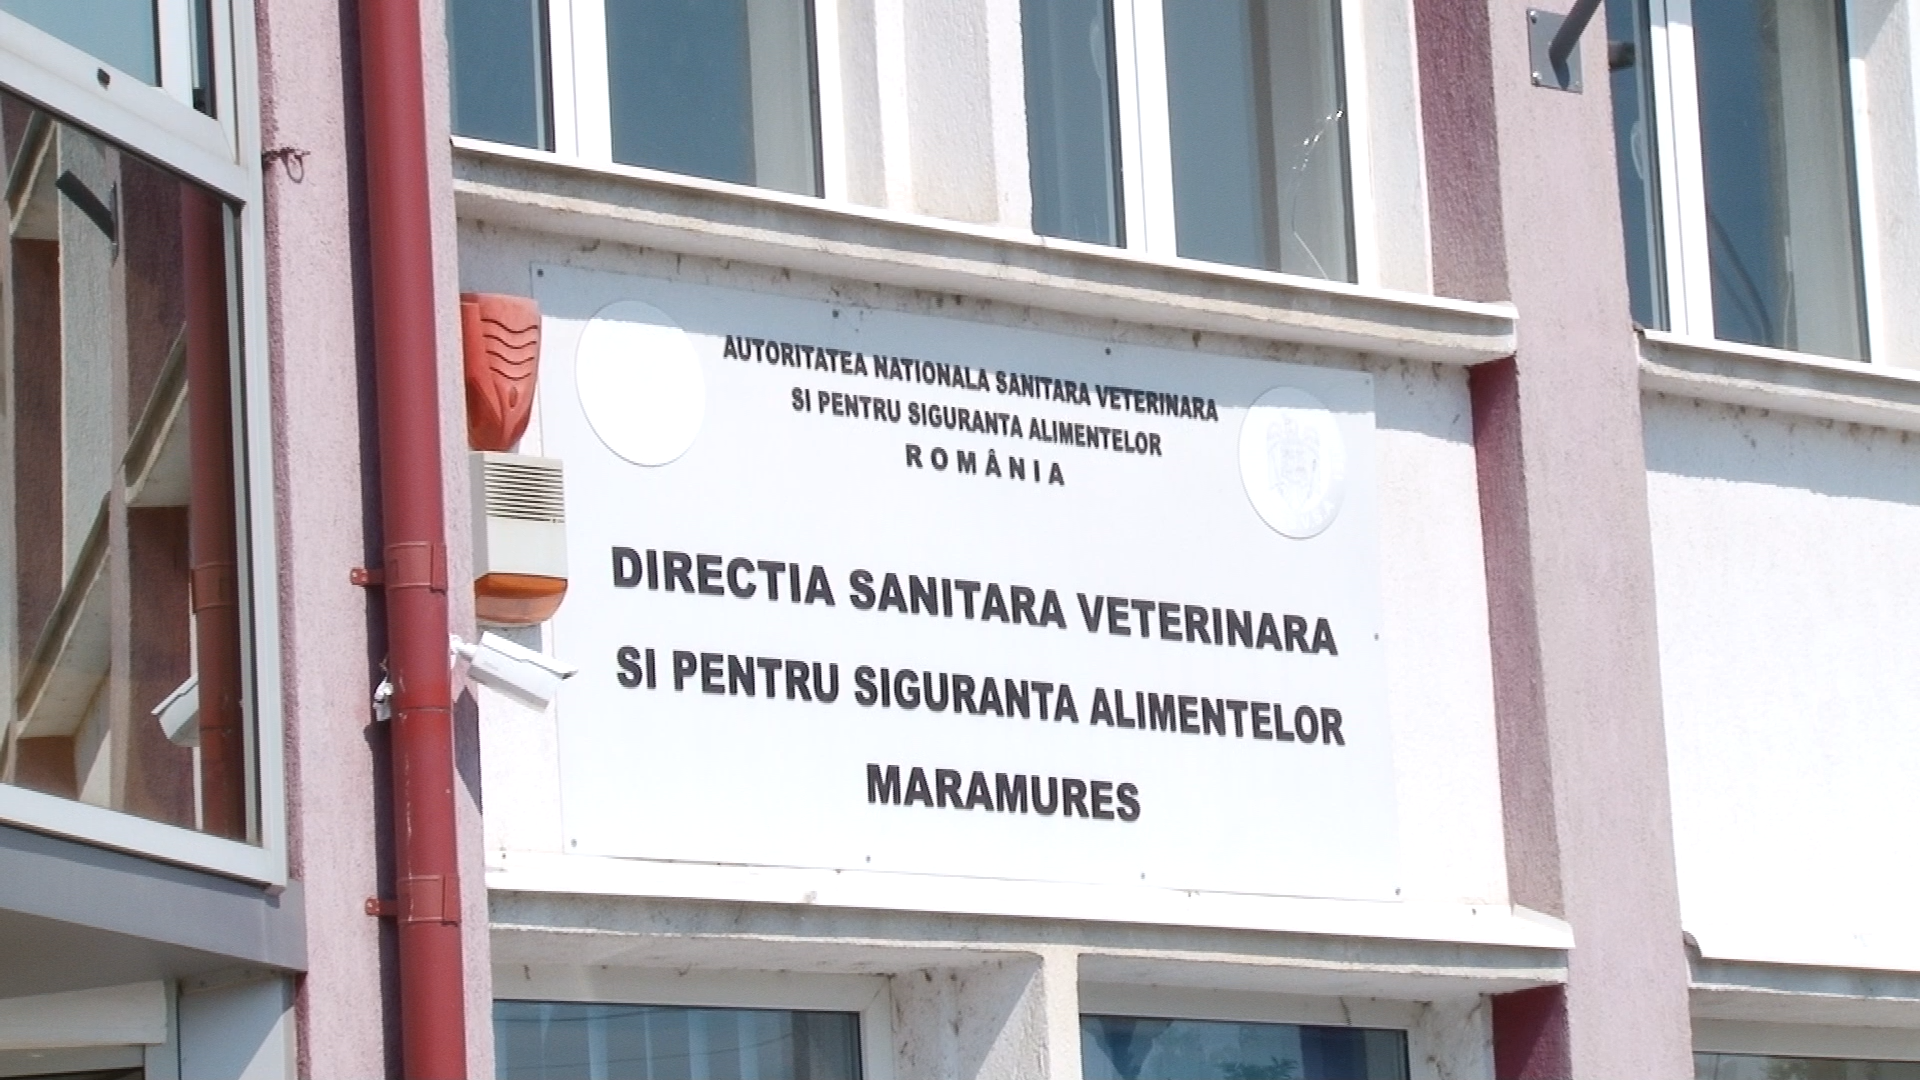 AUTORITATEA NATIONALA SANITARA VETERINARA
SI PENTRU SIGURANTA ALIMENTELOR
ROMÂNIA
DIRECTIA SANITARA VETERINARA
SI PENTRU SIGURANTA ALIMENTELOR
MARAMURES